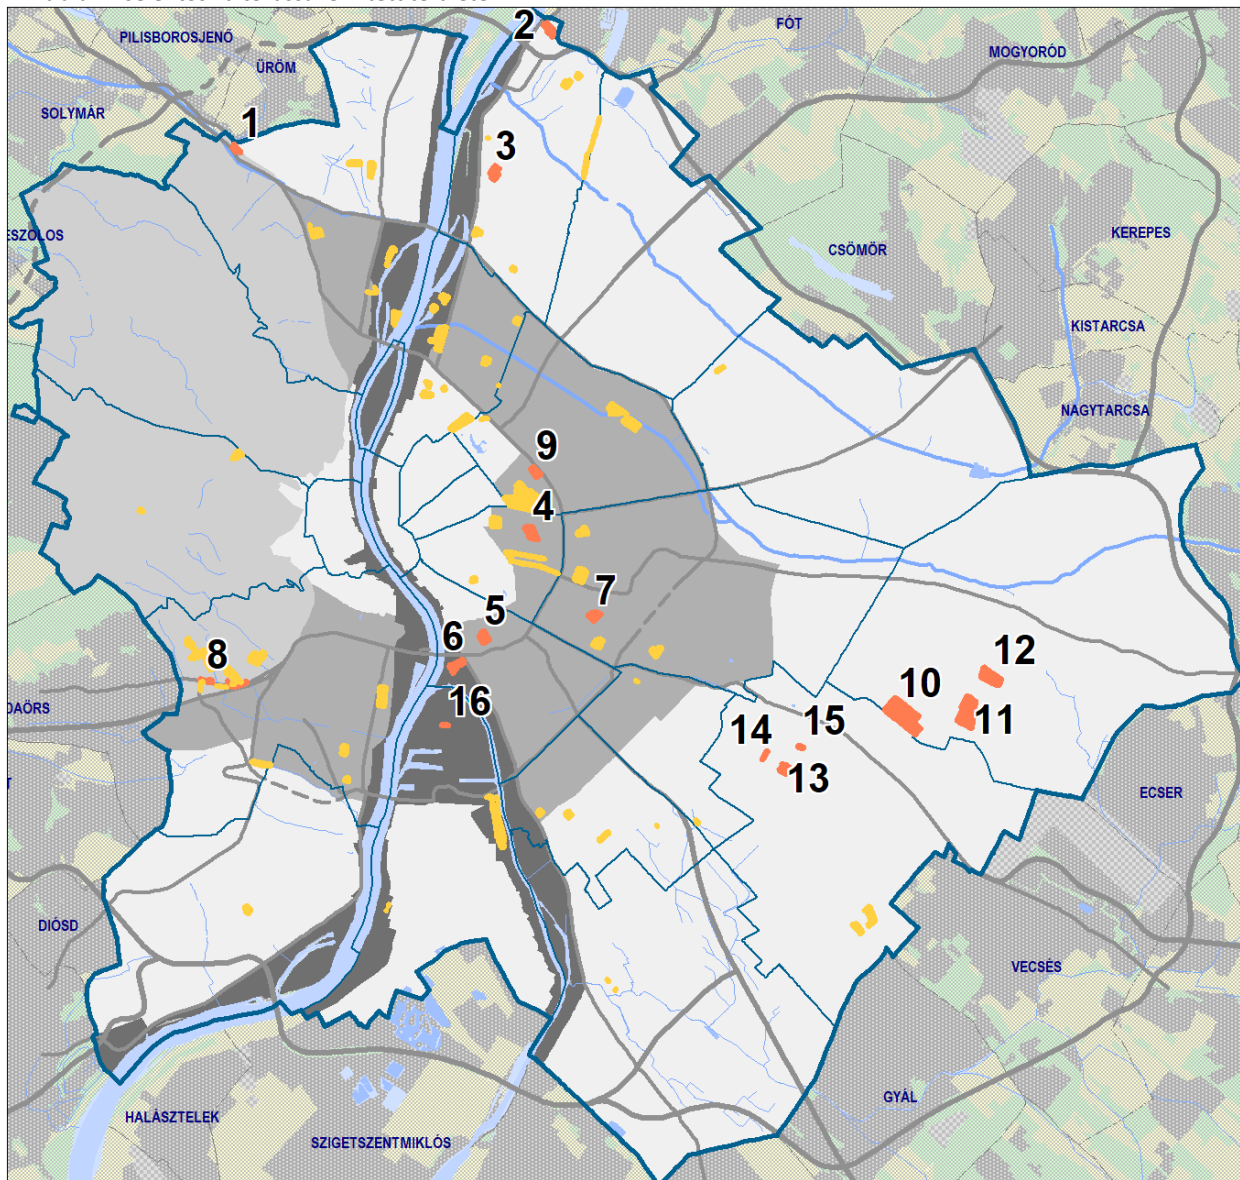 2
FÓT
PILISBOROSJENŐ
MOGYORÓD
ÜRÖM
SOLYMÁR
1
3
KEREPES
CSÖMÖR
KISTARCSA
NAGYTARCSA
9
4
7
5
6
8
12
10
16
11
14
15
13
ECSER
DIÓSD
VECSÉS
GYÁL
HALÁSZTELEK
SZIGETSZENTMIKLÓS